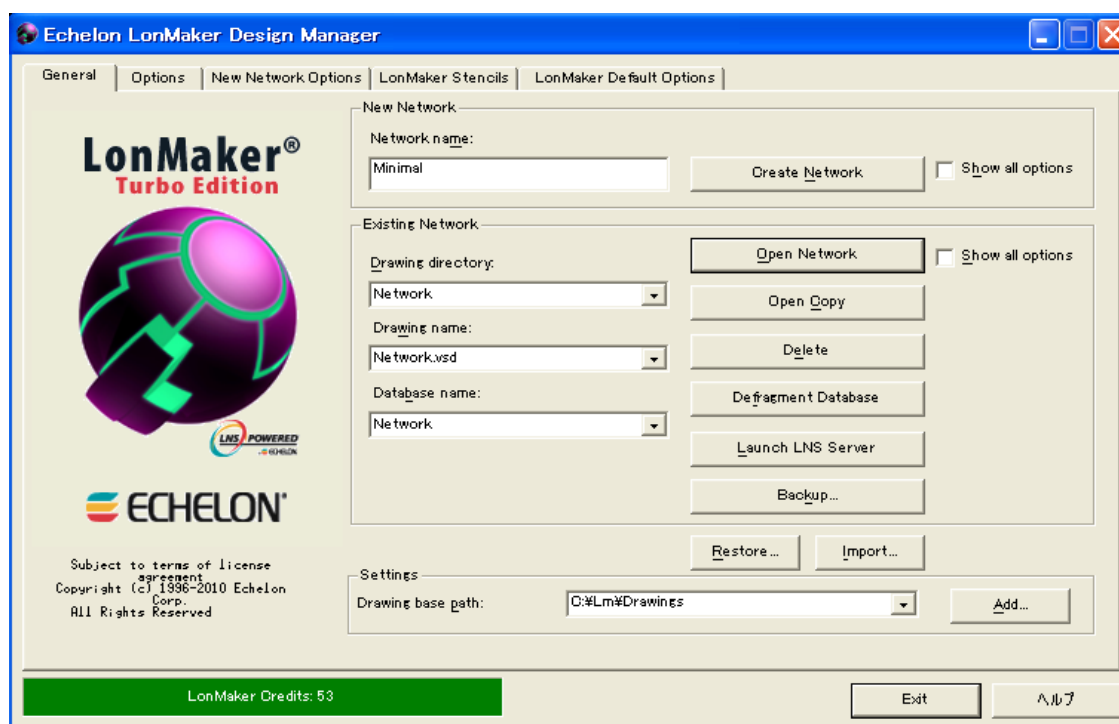 Echelon LonMaker Design Manager
General
Options
New Network Options
LonMaker Stencils
LonMaker Default Options
LonMaker®
Turbo Edition
LNS POWERED
ECHELON
ECHELON
Subject to terms of license
agreement
Copyright (c) 1996-2010 Echelon
Corp.
All Rights Reserved
New Network
Network name:
Minimal
Create Network
Show all options
Existing Network
Drawing directory:
Network
Drawing name:
Network.vsd
Database name:
Network
Open Network
Show all options
Open Copy
Delete
Defragment Database
Launch LNS Server
Backup...
Restore...
Import...
Settings
Drawing base path:
C:¥Lm¥Drawings
Add...
LonMaker Credits: 53
Exit
ヘルプ